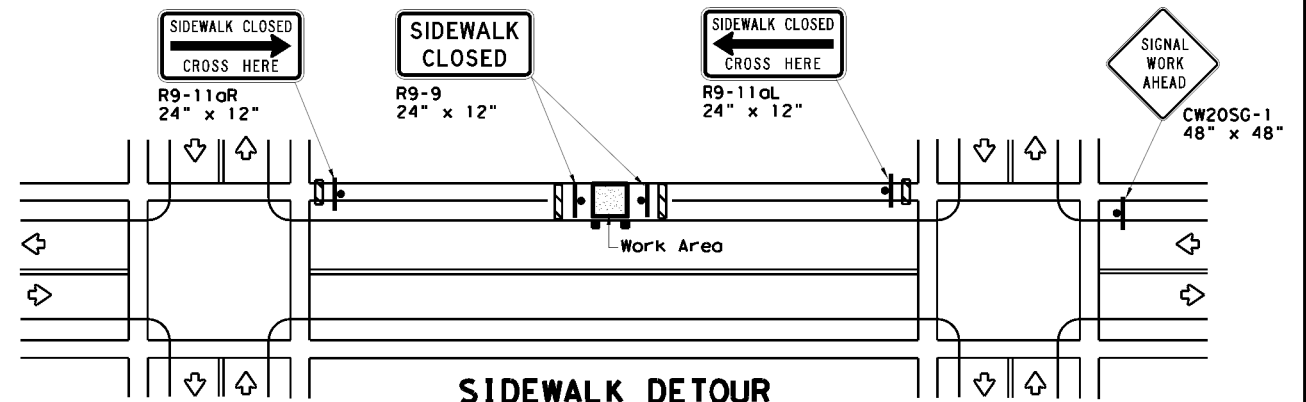 SIDEWALK CLOSED
CROSS HERE
R9-11aR
24" x 12"
SIDEWALK
CLOSED
R9-9
24" x 12"
SIDEWALK CLOSED
CROSS HERE
R9-11aL
24" x 12"
SIGNAL
WORK
AHEAD
CW20SG-1
48" x 48"
Work Area
SIDEWALK DETOUR